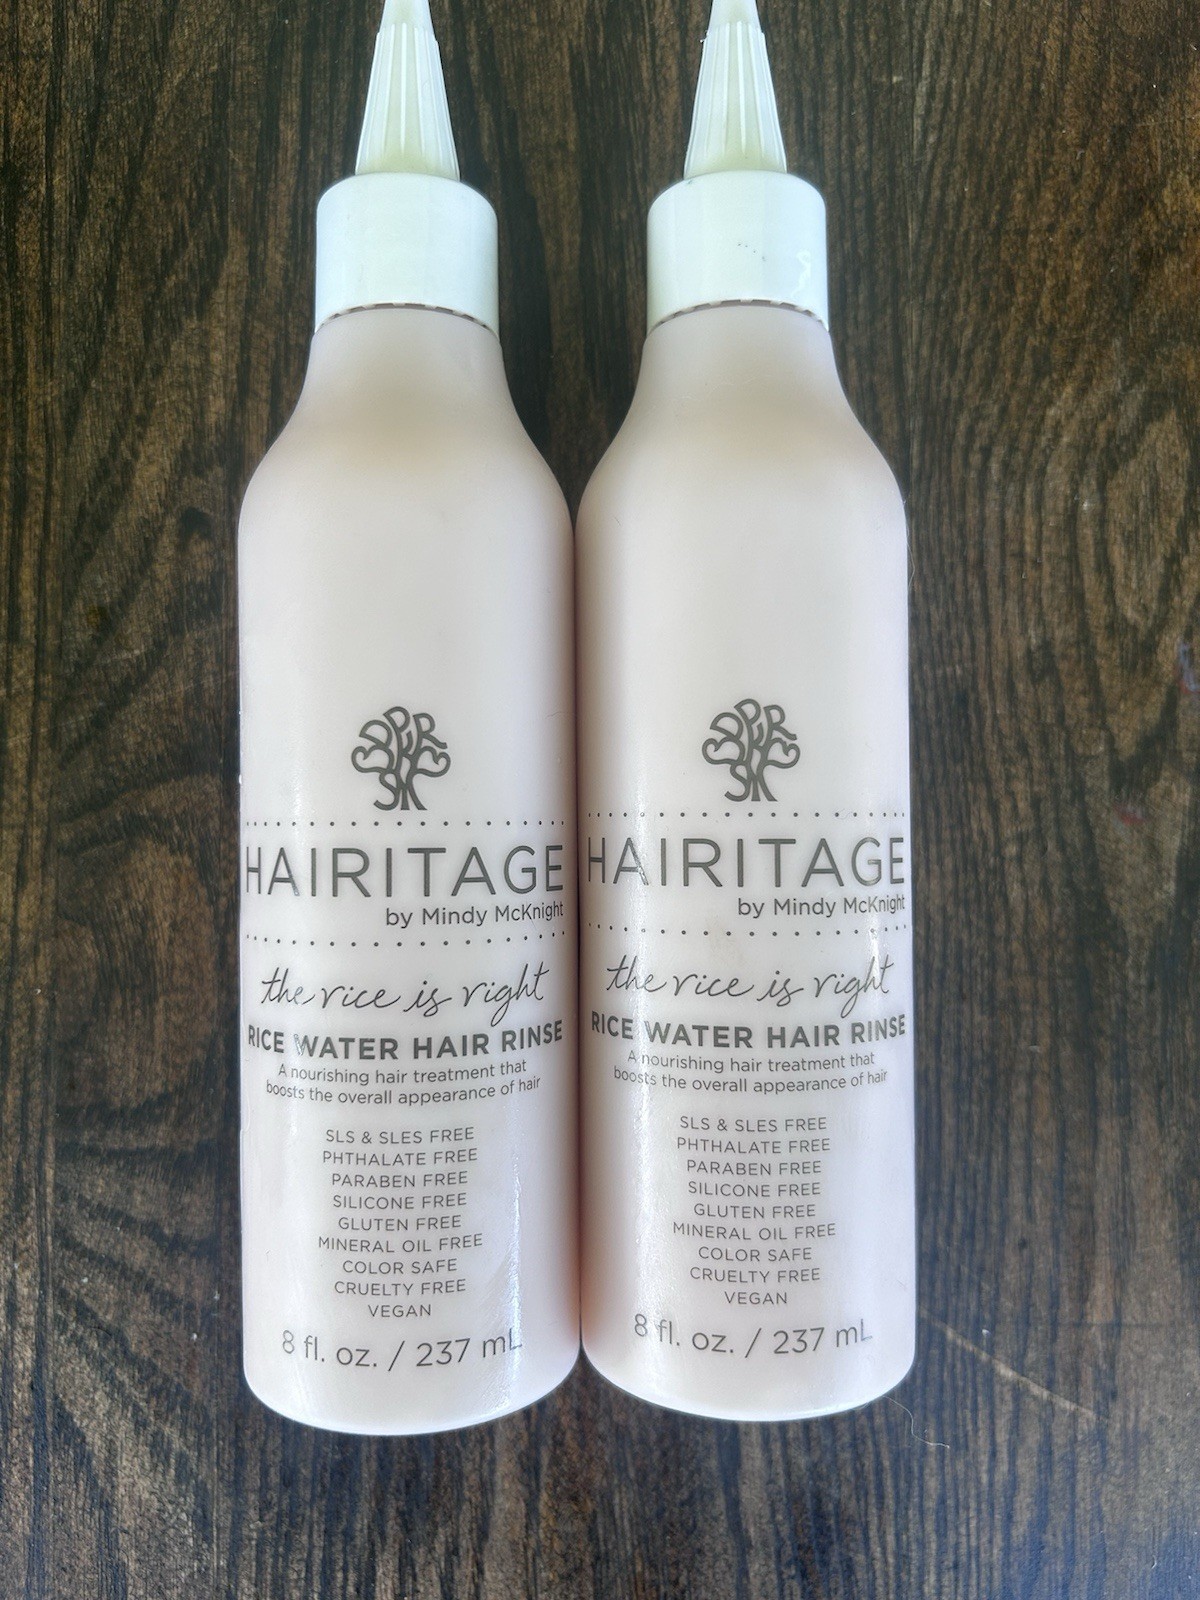 HAIRITAGE
by Mindy McKnight
the rice is right
RICE WATER HAIR RINSE
A nourishing hair treatment that
boosts the overall appearance of hair
SLS & SLES FREE
PHTHALATE FREE
PARABEN FREE
SILICONE FREE
GLUTEN FREE
MINERAL OIL FREE
COLOR SAFE
CRUELTY FREE
VEGAN
8 fl. oz. / 237 mL
HAIRITAGE
by Mindy McKnight
the rice is right
RICE WATER HAIR RINSE
A nourishing hair treatment that
boosts the overall appearance of hair
SLS & SLES FREE
PHTHALATE FREE
PARABEN FREE
SILICONE FREE
GLUTEN FREE
MINERAL OIL FREE
COLOR SAFE
CRUELTY FREE
VEGAN
8 fl. oz. / 237 mL